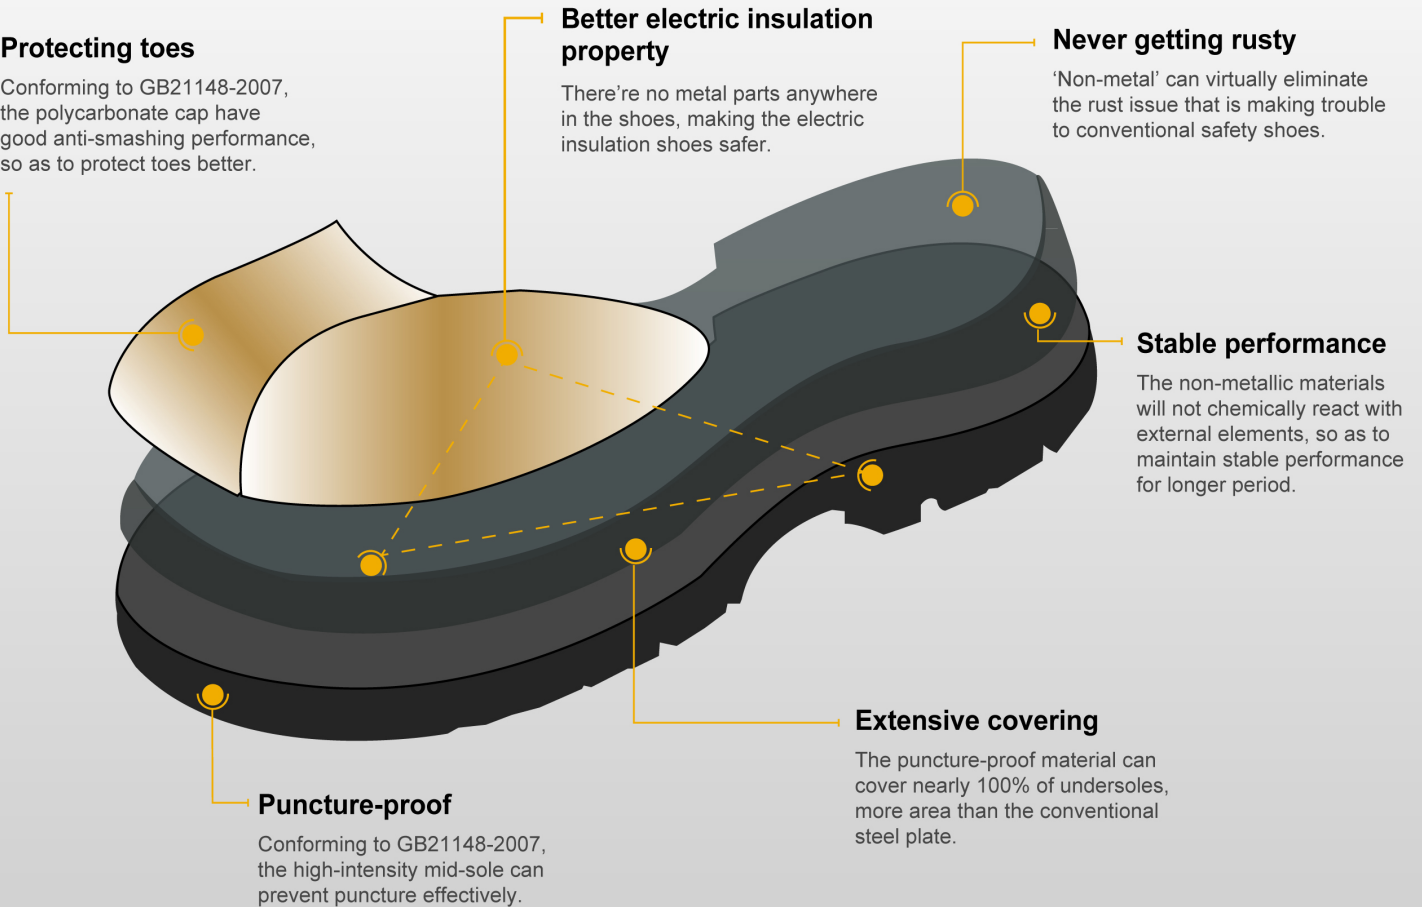 Protecting toes
Conforming to GB21148-2007,
the polycarbonate cap have
good anti-smashing performance,
so as to protect toes better.
Better electric insulation
property
There’re no metal parts anywhere
in the shoes, making the electric
insulation shoes safer.
Never getting rusty
‘Non-metal’ can virtually eliminate
the rust issue that is making trouble
to conventional safety shoes.
Stable performance
The non-metallic materials
will not chemically react with
external elements, so as to
maintain stable performance
for longer period.
Extensive covering
The puncture-proof material can
cover nearly 100% of undersoles,
more area than the conventional
steel plate.
Puncture-proof
Conforming to GB21148-2007,
the high-intensity mid-sole can
prevent puncture effectively.